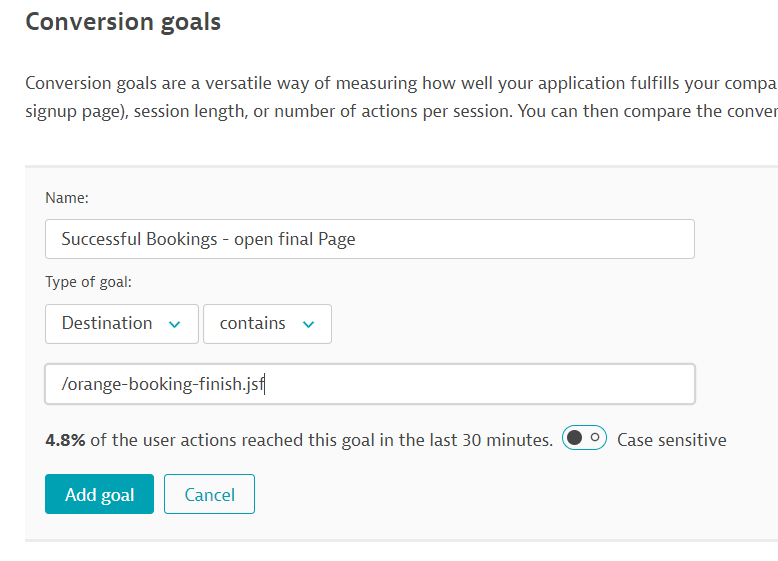 Conversion goals
Conversion goals are a versatile way of measuring how well your application fulfills your compa
signup page), session length, or number of actions per session. You can then compare the conver
Name:
Successful Bookings - open final Page
Type of goal:
Destination contains
/orange-booking-finish.jsf
4.8% of the user actions reached this goal in the last 30 minutes. Case sensitive
Add goal Cancel